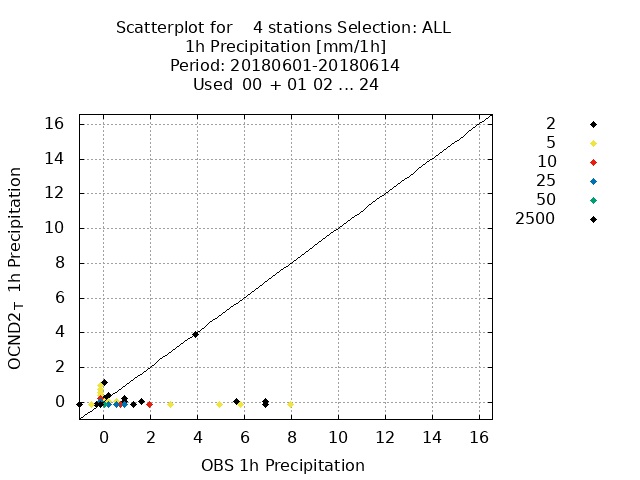 Scatterplot for    4 stations Selection: ALL
1h Precipitation [mm/1h]
Period: 20180601-20180614
Used  00 + 01 02 ... 24
2
5
10
25
50
2500
16
14
12
10
8
6
4
2
0
OCND2T  1h Precipitation
0 2 4 6 8 10 12 14 16
OBS 1h Precipitation